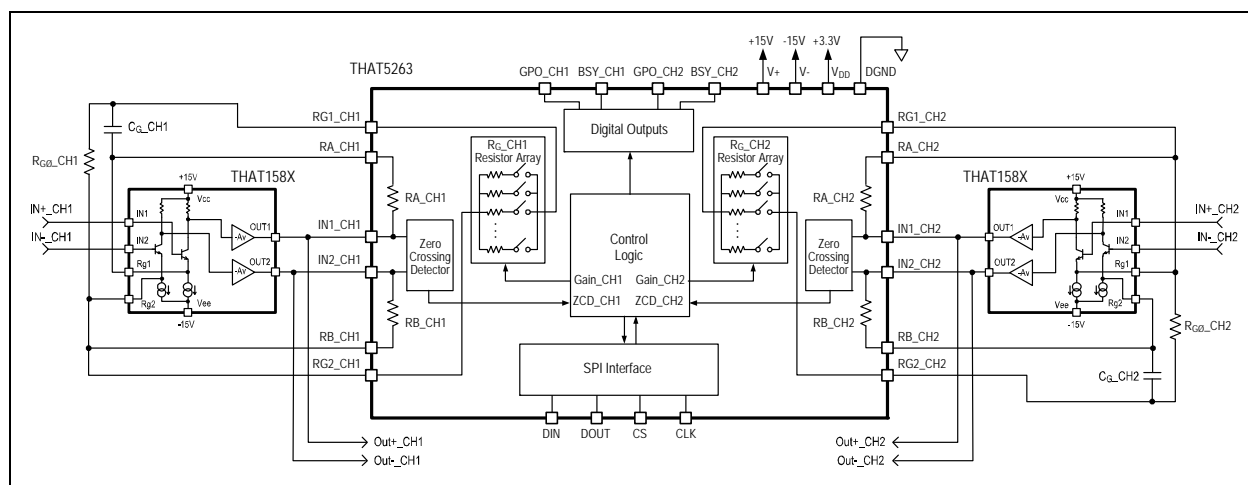 +15V -15V +3.3V
THAT5263
GPO_CH1 BSY_CH1 GPO_CH2 BSY_CH2 V+ V- VDD DGND
CG_CH1
RG1_CH1
Digital Outputs
RG1_CH2
RGØ_CH1
RA_CH1
RG_CH1
Resistor Array
RG_CH2
Resistor Array
RA_CH2
THAT158X
THAT158X
+15V
Vcc
RA_CH1
RA_CH2
+15V
Vcc
IN+_CH1
IN1
OUT1
-Av
IN1_CH1
IN1_CH2
OUT1
-Av
IN1
IN+_CH2
IN-_CH1
IN2
OUT2
-Av
IN2_CH1
Zero
Crossing
Detector
Control
Logic
Zero
Crossing
Detector
IN2_CH2
OUT2
-Av
IN2
IN-_CH2
Rg1
Gain_CH1 Gain_CH2
Rg1
Rg2
Vee
-15V
ZCD_CH1 ZCD_CH2
Vee
Rg2
-15V
RB_CH1
RB_CH2
RGØ_CH2
RB_CH1
RB_CH2
RG2_CH1
SPI Interface
RG2_CH2
CG_CH2
DIN DOUT CS CLK
Out+_CH1
Out+_CH2
Out-_CH1
Out-_CH2